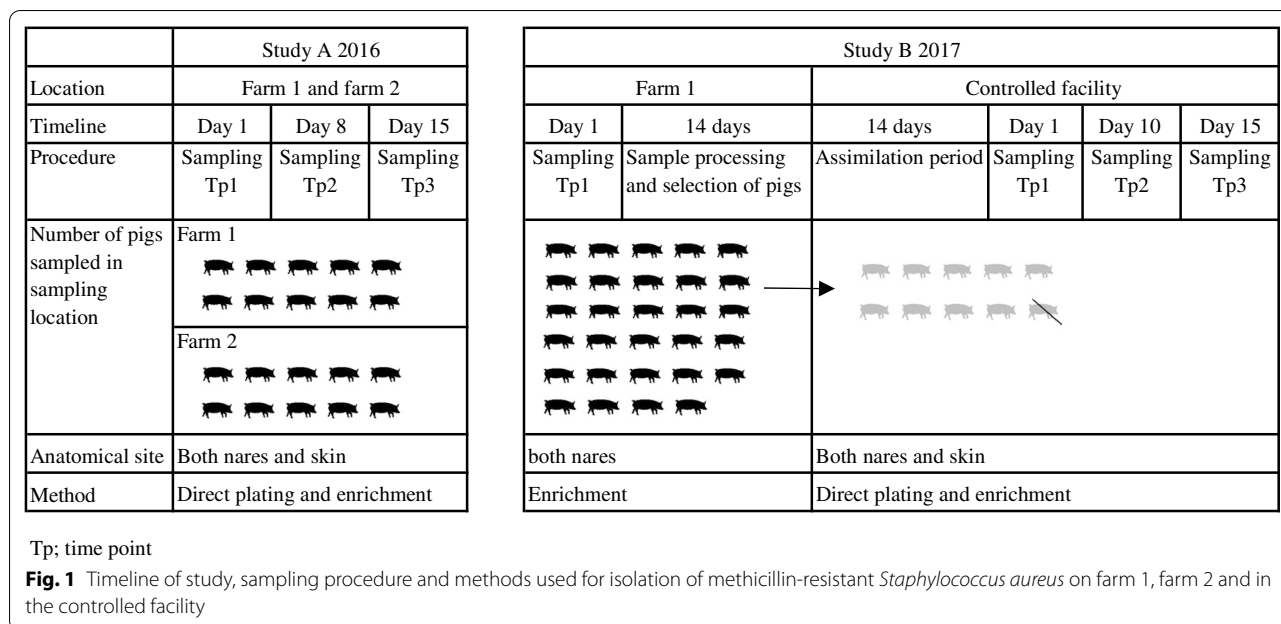 Study A 2016
Location Farm 1 and farm 2
Timeline Day 1 Day 8 Day 15
Procedure Sampling Sampling Sampling
Tp1 Tp2 Tp3
Number of pigs Farm 1
sampled in
sampling
location
Farm 2
Anatomical site Both nares and skin
Method Direct plating and enrichment
Study B 2017
Farm 1 Controlled facility
Day 1 14 days 14 days Day 1 Day 10 Day 15
Sampling Sample processing Assimilation period Sampling Sampling Sampling
Tp1 and selection of pigs Tp1 Tp2 Tp3
both nares Both nares and skin
Enrichment Direct plating and enrichment
Tp; time point
Fig. 1 Timeline of study, sampling procedure and methods used for isolation of methicillin-resistant Staphylococcus aureus on farm 1, farm 2 and in
the controlled facility